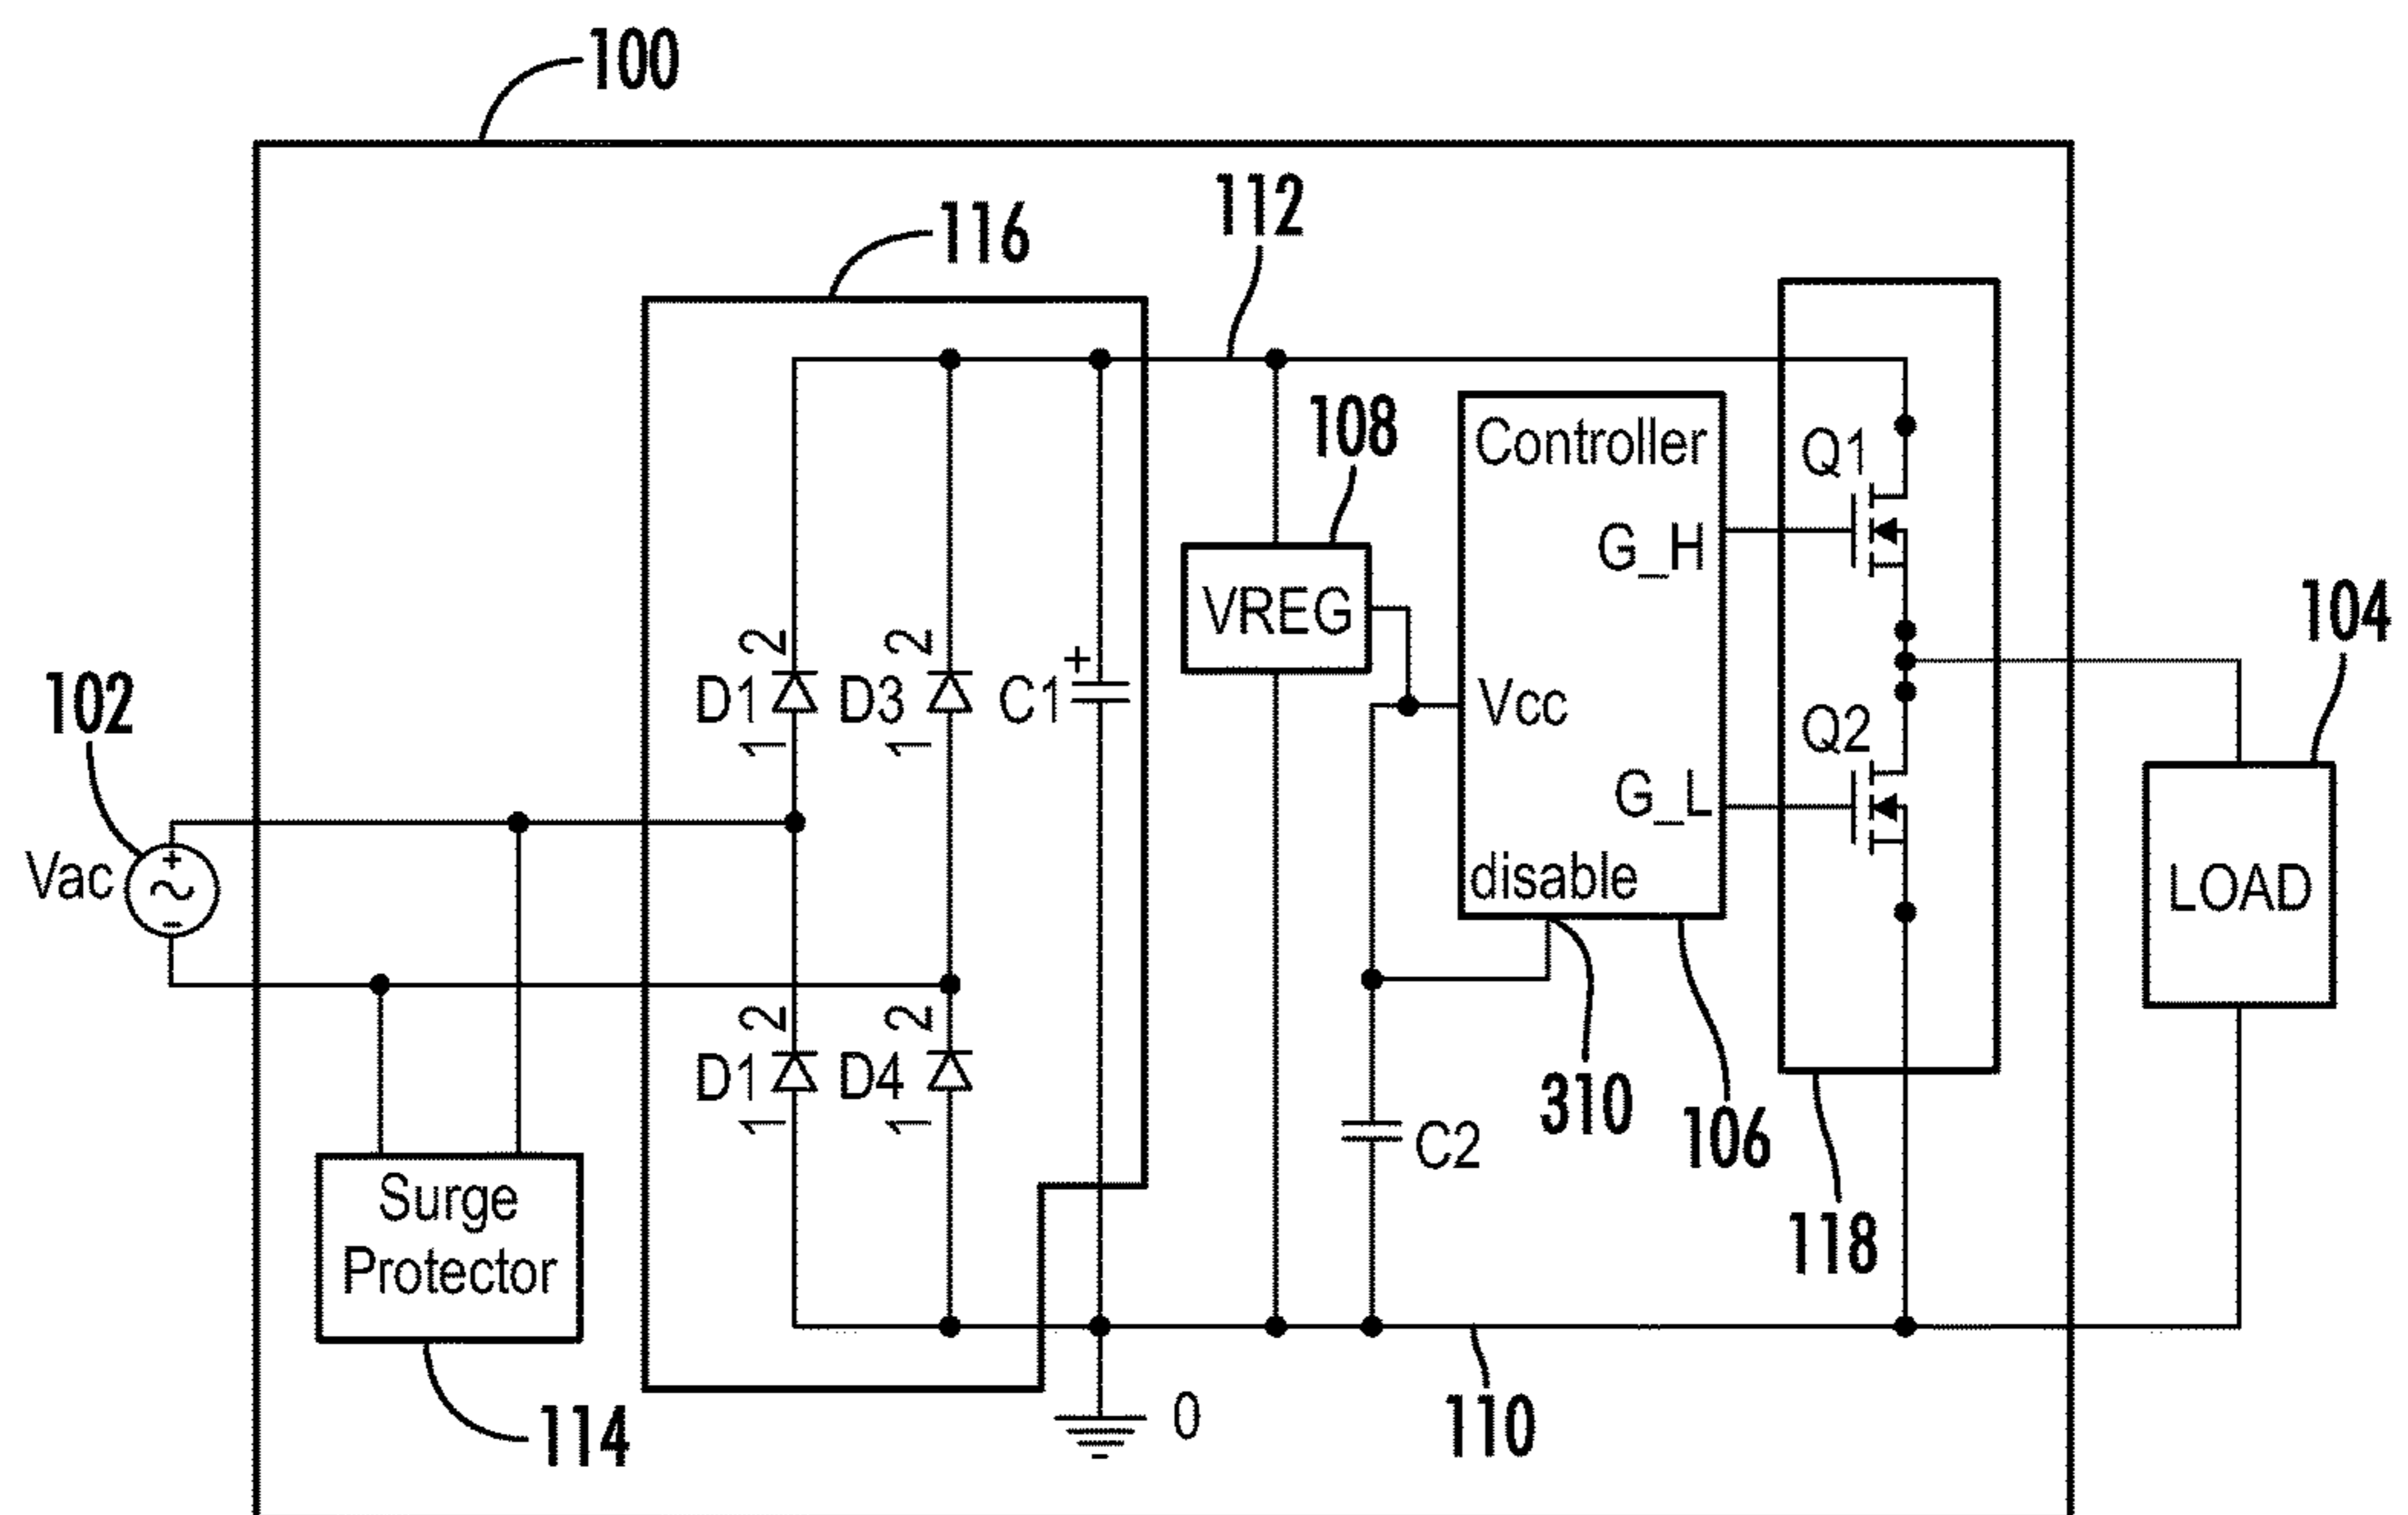 100
112
116
108
Controller
Q1
G_H
VREG
104
2
2
+
D1
D3
C1
Vcc
102
1
1
Q2
G_L
Vac
+
~
−
disable
LOAD
2
2
D1
D4
1
1
310
106
C2
118
Surge
Protector
0
114
110